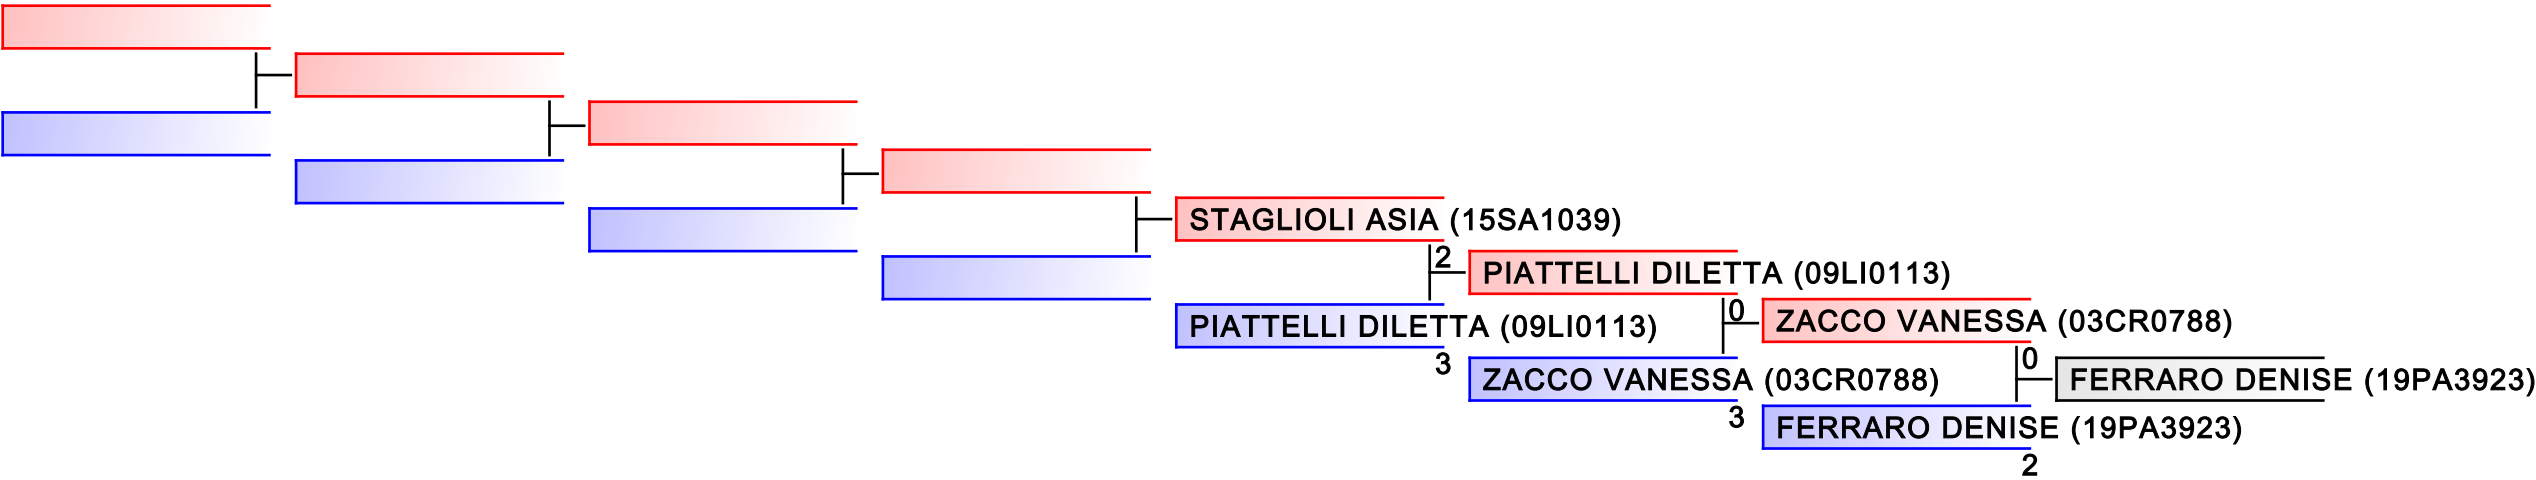 STAGLIOLI ASIA (15SA1039)
2
PIATTELLI DILETTA (09LI0113)
PIATTELLI DILETTA (09LI0113)
3
0
ZACCO VANESSA (03CR0788)
ZACCO VANESSA (03CR0788)
3
0
FERRARO DENISE (19PA3923)
FERRARO DENISE (19PA3923)
2